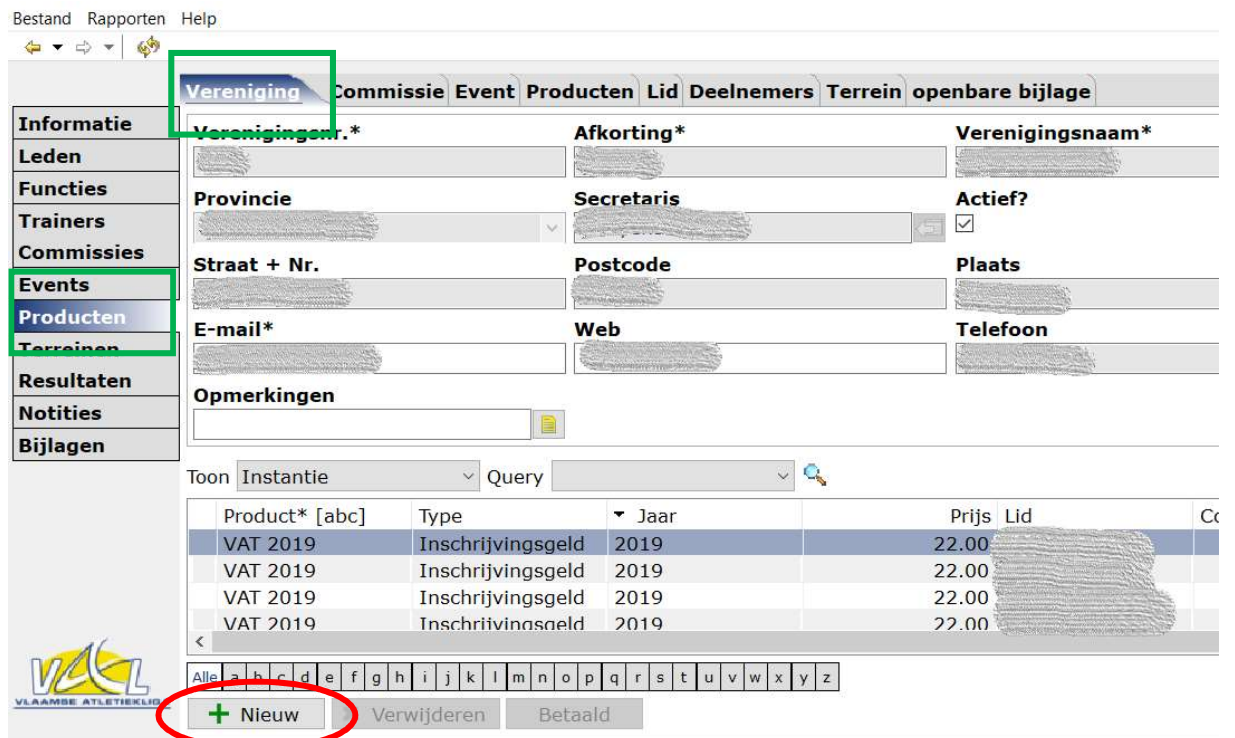 Bestand Rapporten Help
Vereniging Commissie Event Producten Lid Deelnemers Terrein openbare bijlage
Informatie
Leden
Functies
Trainers
Commissies
Events
Producten
Terreinen
Resultaten
Notities
Bijlagen
Verenigingsnr.* Afkorting* Verenigingsnaam*
Provincie Secretaris Actief?
Straat + Nr. Postcode Plaats
E-mail* Web Telefoon
Opmerkingen
Toon Instantie Query
Product* [abc] Type Jaar Prijs Lid
VAT 2019 Inschrijvingsgeld 2019 22.00
VAT 2019 Inschrijvingsgeld 2019 22.00
VAT 2019 Inschrijvingsgeld 2019 22.00
VAT 2019 Inschrijvingsgeld 2019 22.00
Alle a b c d e f g h i j k l m n o p q r s t u v w x y z
VAL
VLAAMSE ATLETIEKLIG
+ Nieuw Verwijderen Betaald